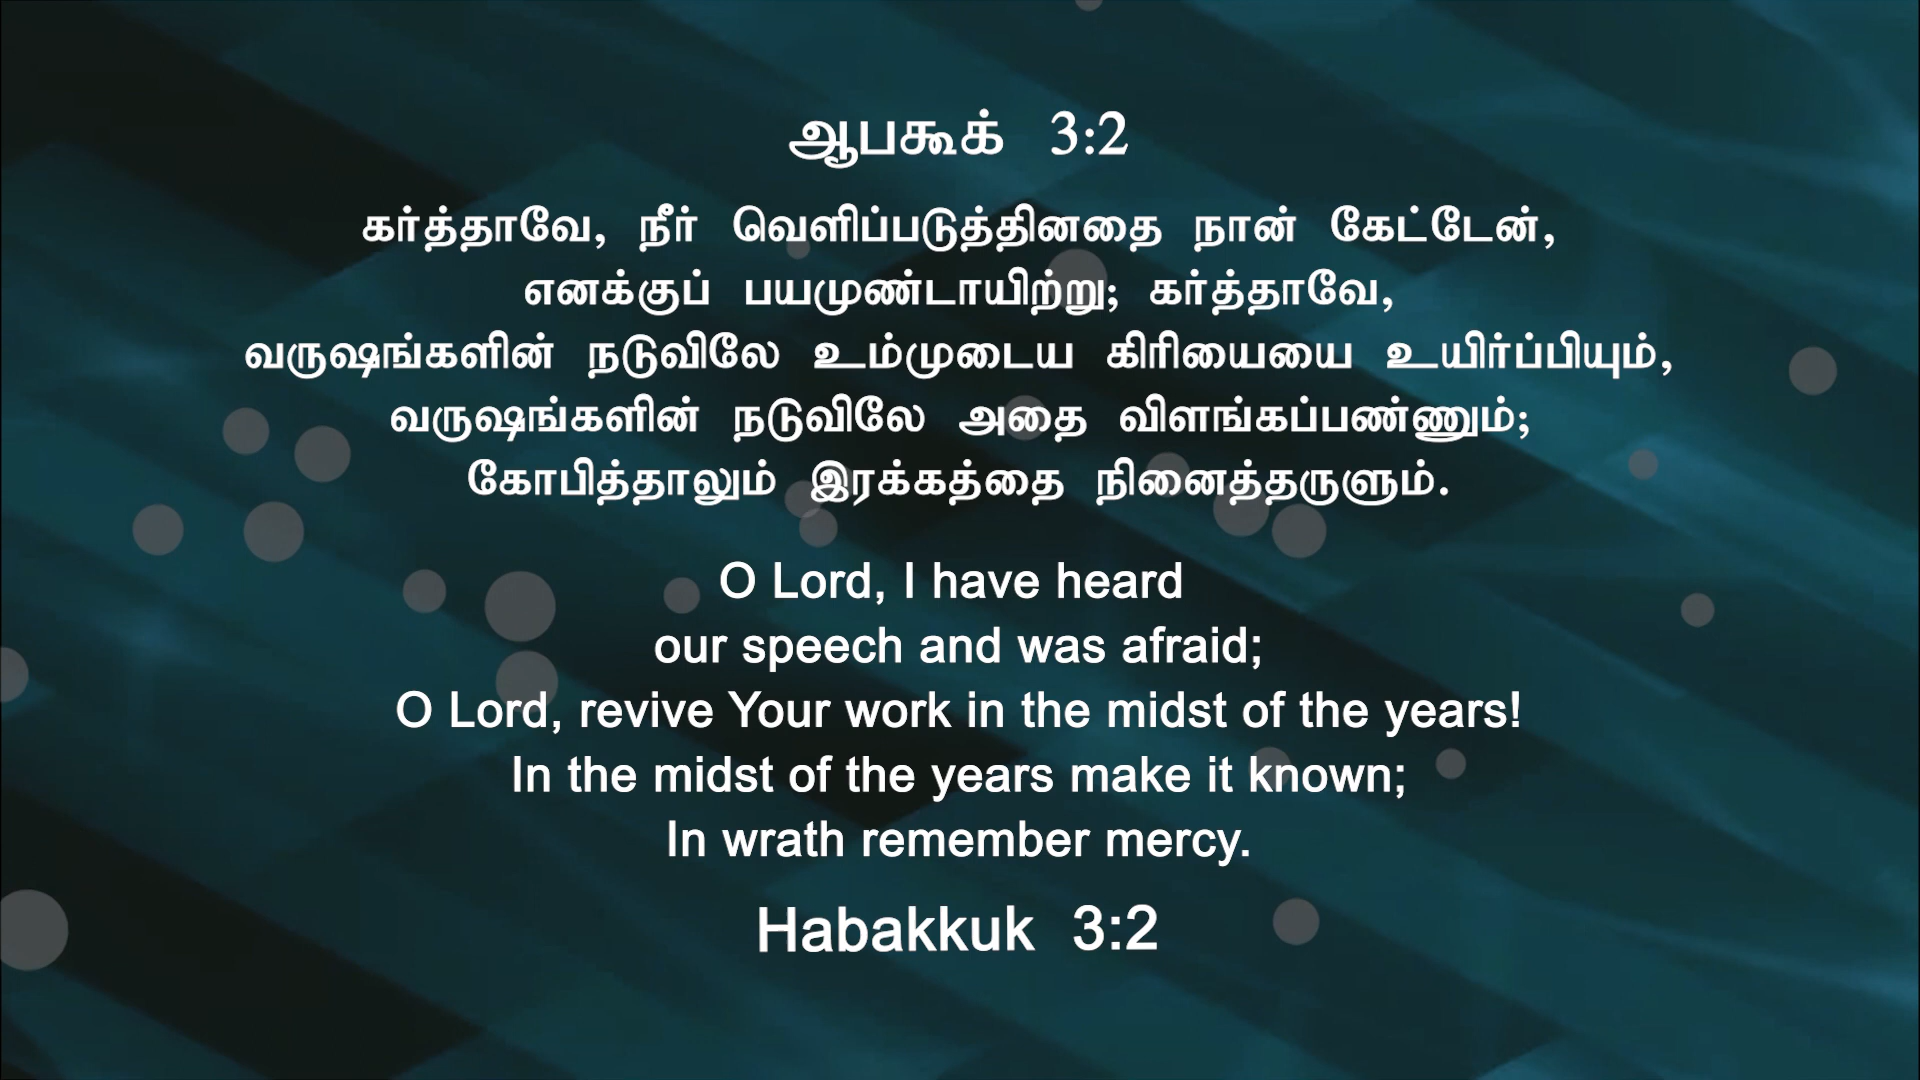 ஆபகூக் 3:2
கர்த்தாவே, நீர் வெளிப்படுத்தினதை நான் கேட்டேன்,
எனக்குப் பயமுண்டாயிற்று; கர்த்தாவே,
வருஷங்களின் நடுவிலே உம்முடைய கிரியையை உயிர்ப்பியும்,
வருஷங்களின் நடுவிலே அதை விளங்கப்பண்ணும்;
கோபித்தாலும் இரக்கத்தை நினைத்தருளும்.
O Lord, I have heard
our speech and was afraid;
O Lord, revive Your work in the midst of the years!
In the midst of the years make it known;
In wrath remember mercy.
Habakkuk 3:2